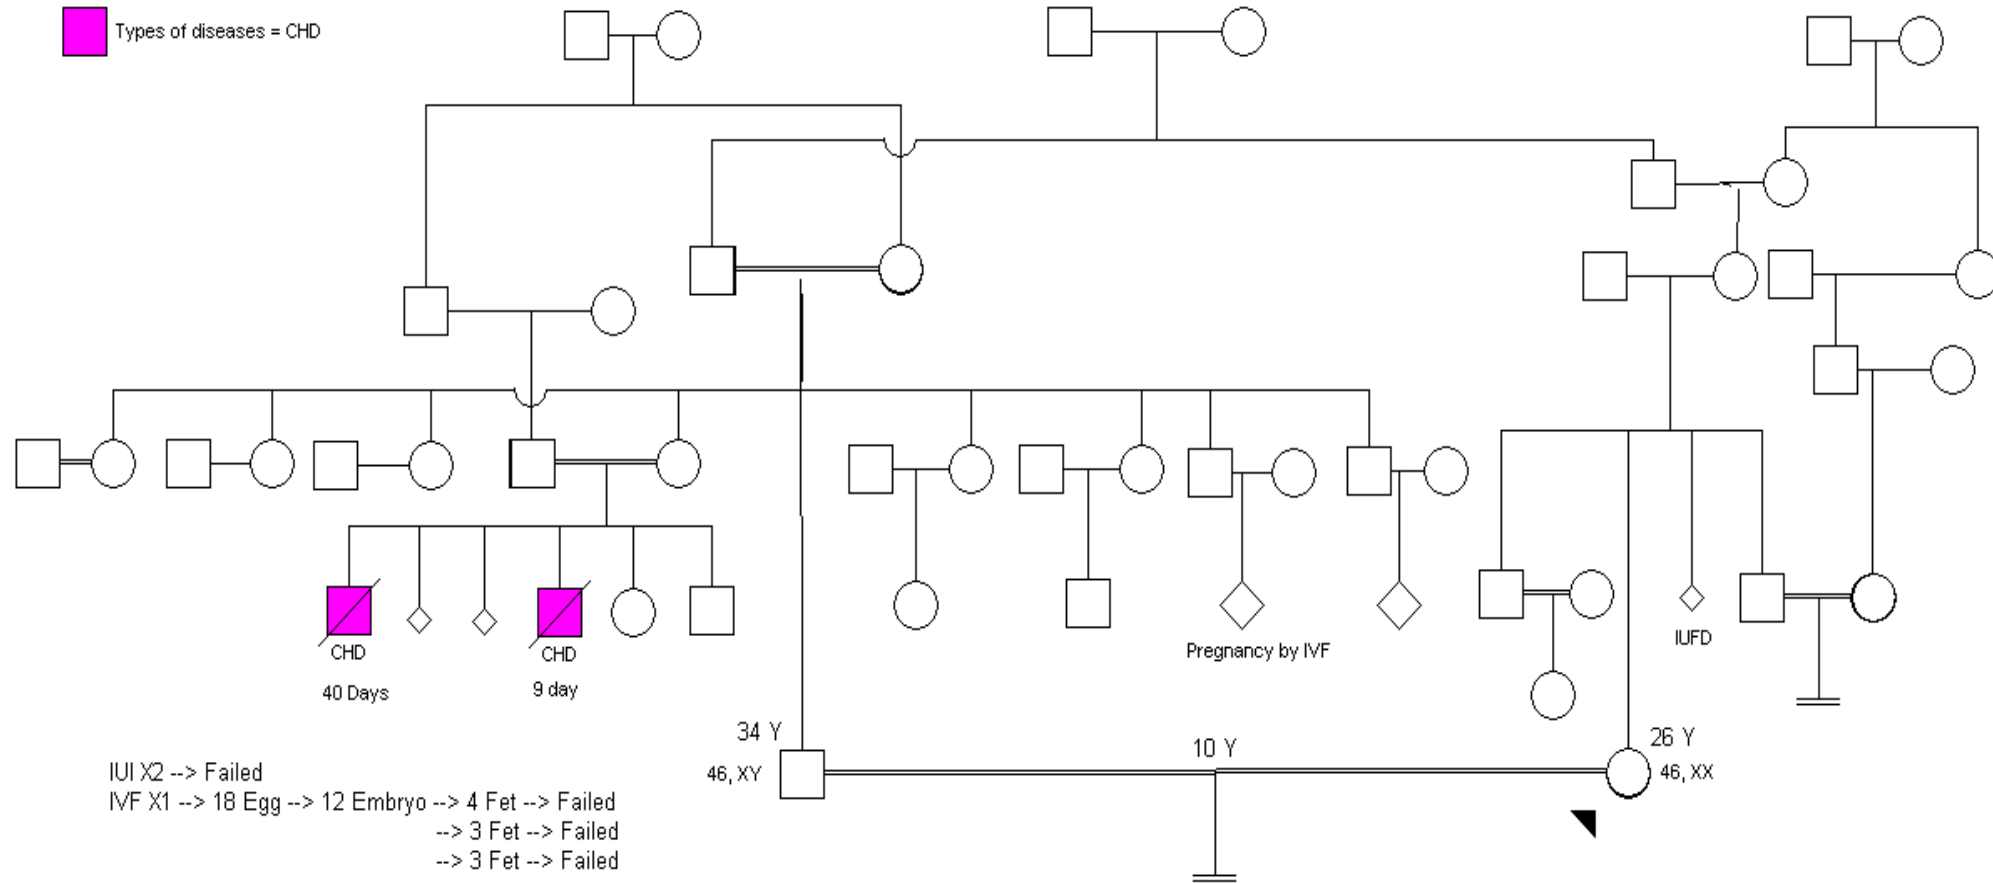 Types of diseases = CHD
CHD
CHD
40 Days
9 day
Pregnancy by IVF
IUFD
34 Y
10 Y
26 Y
46, XY
46, XX
IUI X2 --> Failed
IVF X1 --> 18 Egg --> 12 Embryo --> 4 Fet --> Failed
--> 3 Fet --> Failed
--> 3 Fet --> Failed